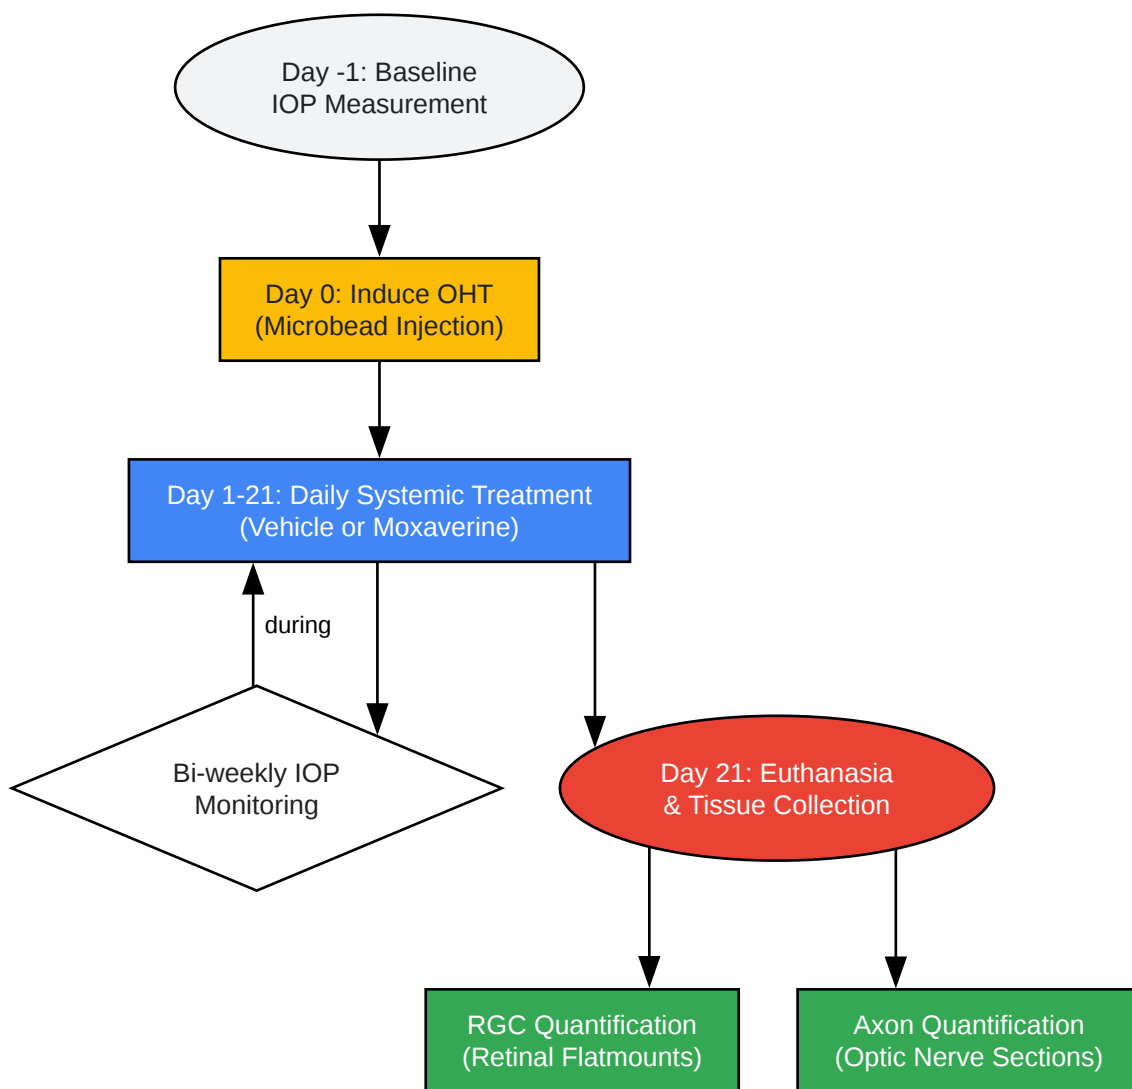 Day -1: Baseline
IOP Measurement
Day 0: Induce OHT
(Microbead Injection)
Day 1-21: Daily Systemic Treatment
(Vehicle or Moxaverine)
during
Bi-weekly IOP
Monitoring
Day 21: Euthanasia
& Tissue Collection
RGC Quantification
(Retinal Flatmounts)
Axon Quantification
(Optic Nerve Sections)